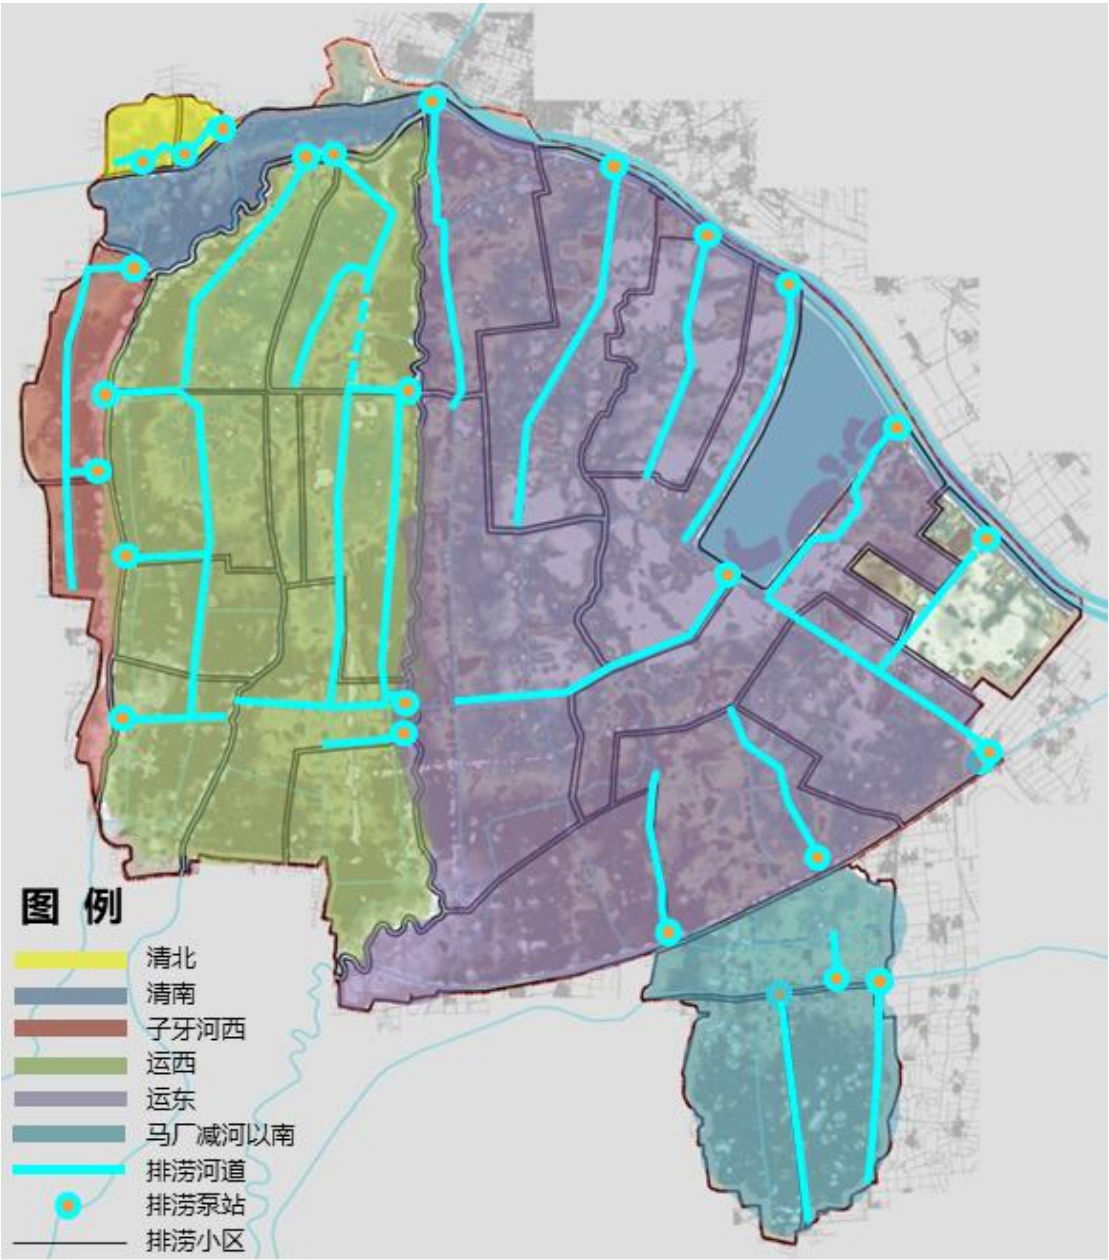 图 例
清北
清南
子牙河西
运西
运东
马厂减河以南
排涝河道
排涝泵站
排涝小区